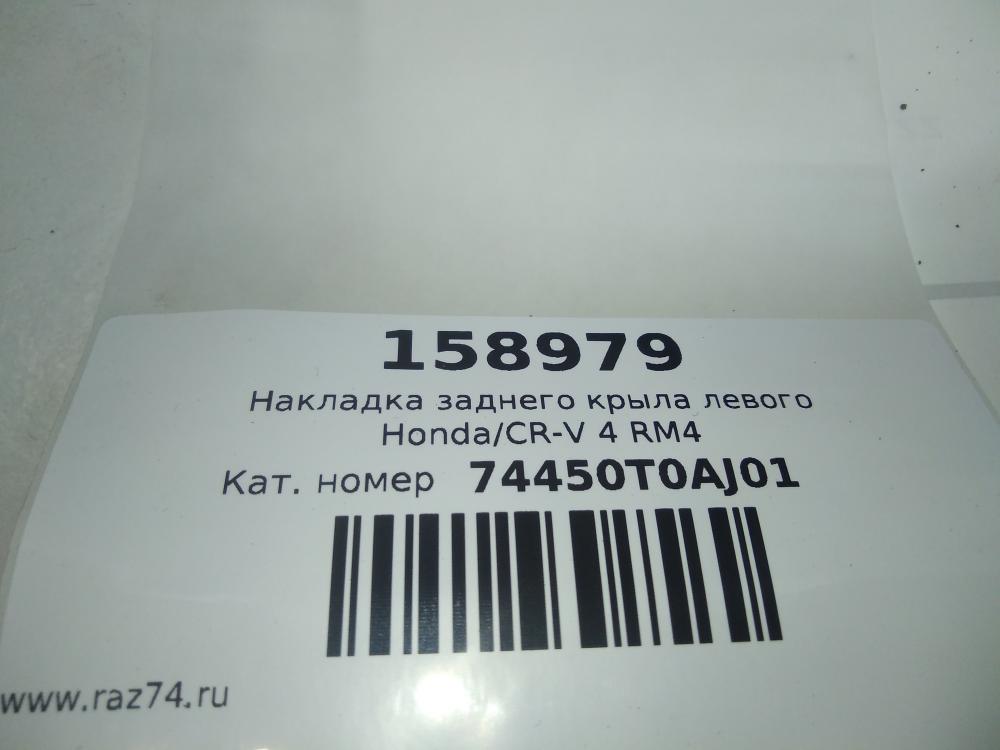 158979
Накладка заднего крыла левого
Honda/CR-V 4 RM4
Кат. номер 74450T0AJ01
www.raz74.ru